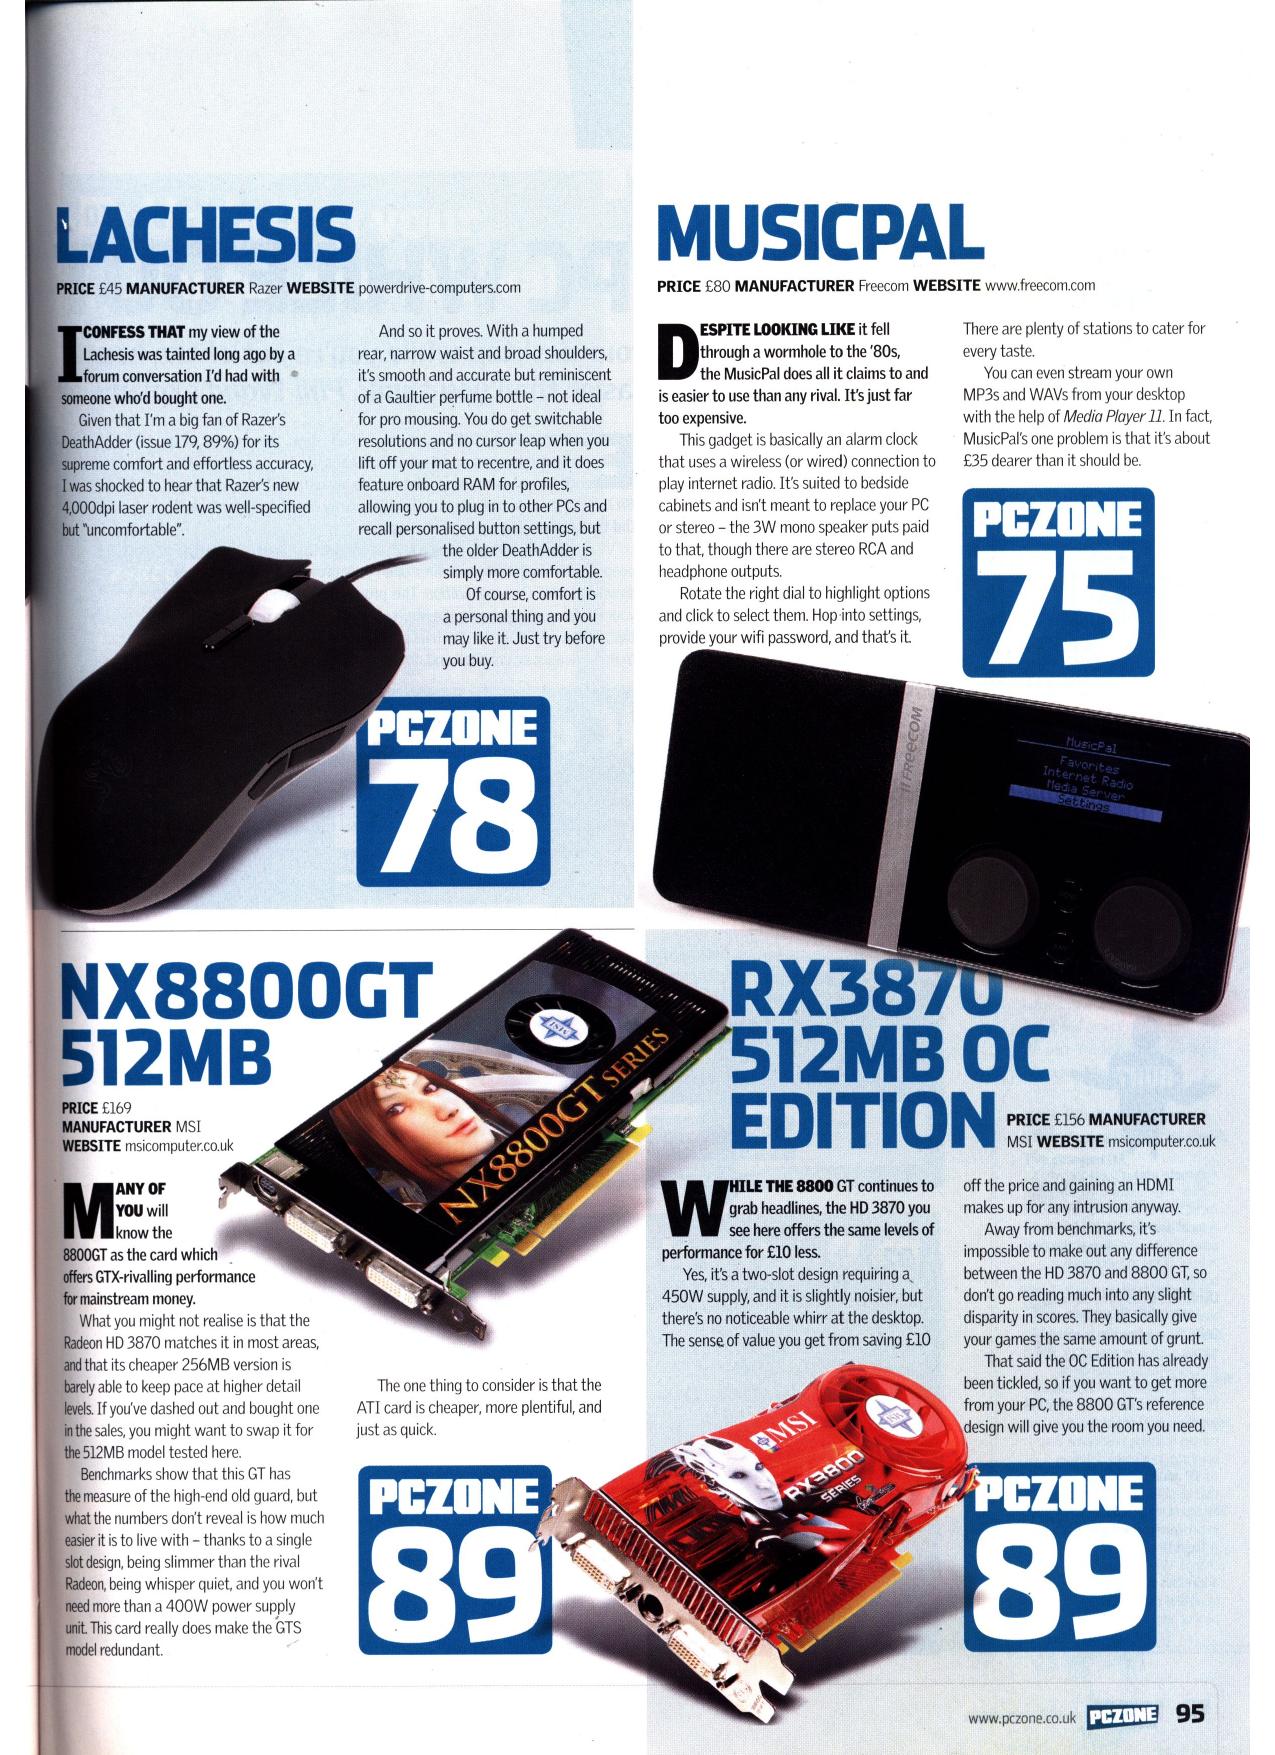 LACHESIS
PRICE £45 MANUFACTURER Razer WEBSITE powerdrive-computers.com
I CONFESS THAT my view of the
Lachesis was tainted long ago by a
forum conversation I'd had with
someone who'd bought one.
Given that I'm a big fan of Razer's
DeathAdder (issue 179, 89%) for its
supreme comfort and effortless accuracy,
I was shocked to hear that Razer's new
4,000dpi laser rodent was well-specified
but "uncomfortable".
And so it proves. With a humped
rear, narrow waist and broad shoulders,
it's smooth and accurate but reminiscent
of a Gaultier perfume bottle – not ideal
for pro mousing. You do get switchable
resolutions and no cursor leap when you
lift off your mat to recentre, and it does
feature onboard RAM for profiles,
allowing you to plug in to other PCs and
recall personalised button settings, but
the older DeathAdder is
simply more comfortable.
Of course, comfort is
a personal thing and you
may like it. Just try before
you buy.
PCZONE
78
MUSICPAL
PRICE £80 MANUFACTURER Freecom WEBSITE www.freecom.com
DESPITE LOOKING LIKE it fell
through a wormhole to the '80s,
the MusicPal does all it claims to and
is easier to use than any rival. It's just far
too expensive.
This gadget is basically an alarm clock
that uses a wireless (or wired) connection to
play internet radio. It's suited to bedside
cabinets and isn't meant to replace your PC
or stereo – the 3W mono speaker puts paid
to that, though there are stereo RCA and
headphone outputs.
Rotate the right dial to highlight options
and click to select them. Hop into settings,
provide your wifi password, and that's it.
There are plenty of stations to cater for
every taste.
You can even stream your own
MP3s and WAVs from your desktop
with the help of Media Player 11. In fact,
MusicPal's one problem is that it's about
£35 dearer than it should be.
PCZONE
75
FREECOM
MusicPal
Favorites
Internet Radio
Media Server
Settings
NX8800GT
512MB
PRICE £169
MANUFACTURER MSI
WEBSITE msicomputer.co.uk
MANY OF
YOU will
know the
8800GT as the card which
offers GTX-rivalling performance
for mainstream money.
What you might not realise is that the
Radeon HD 3870 matches it in most areas,
and that its cheaper 256MB version is
barely able to keep pace at higher detail
levels. If you've dashed out and bought one
in the sales, you might want to swap it for
the 512MB model tested here.
Benchmarks show that this GT has
the measure of the high-end old guard, but
what the numbers don't reveal is how much
easier it is to live with – thanks to a single
slot design, being slimmer than the rival
Radeon, being whisper quiet, and you won't
need more than a 400W power supply
unit. This card really does make the GTS
model redundant.
MSI
NX8800GT SERIES
The one thing to consider is that the
ATI card is cheaper, more plentiful, and
just as quick.
PCZONE
89
RX3870
512MB OC
EDITION
PRICE £156 MANUFACTURER
MSI WEBSITE msicomputer.co.uk
WHILE THE 8800 GT continues to
grab headlines, the HD 3870 you
see here offers the same levels of
performance for £10 less.
Yes, it's a two-slot design requiring a
450W supply, and it is slightly noisier, but
there's no noticeable whirr at the desktop.
The sense of value you get from saving £10
off the price and gaining an HDMI
makes up for any intrusion anyway.
Away from benchmarks, it's
impossible to make out any difference
between the HD 3870 and 8800 GT, so
don't go reading much into any slight
disparity in scores. They basically give
your games the same amount of grunt.
That said the OC Edition has already
been tickled, so if you want to get more
from your PC, the 8800 GT's reference
design will give you the room you need.
MSI
MSI
RX3800
SERIES
PCZONE
89
www.pczone.co.uk PCZONE 95